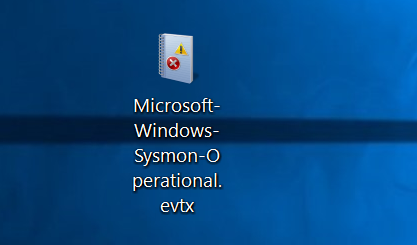 Microsoft-
Windows-
Sysmon-O
perational.
evtx